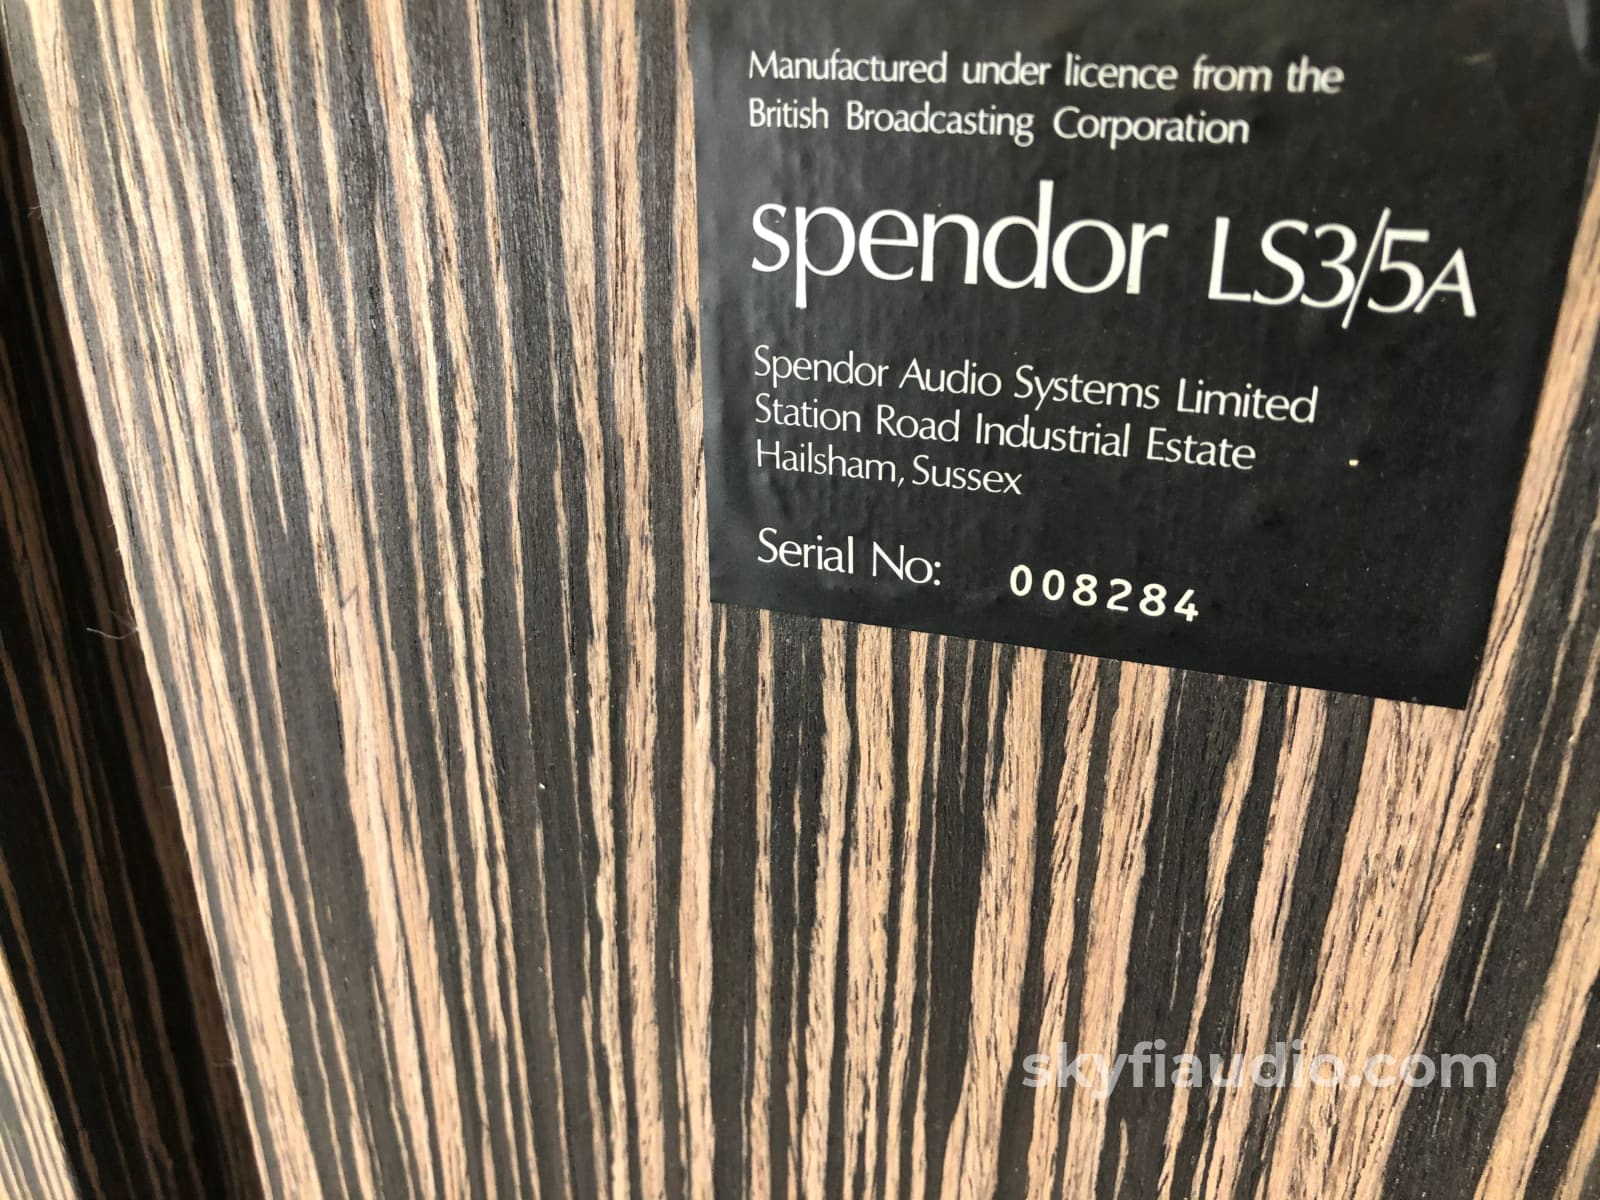 Manufactured under licence from the
British Broadcasting Corporation
spendor LS3/5A
Spendor Audio Systems Limited
Station Road Industrial Estate
Hailsham, Sussex
Serial No: 008284
skyfiaudio.com